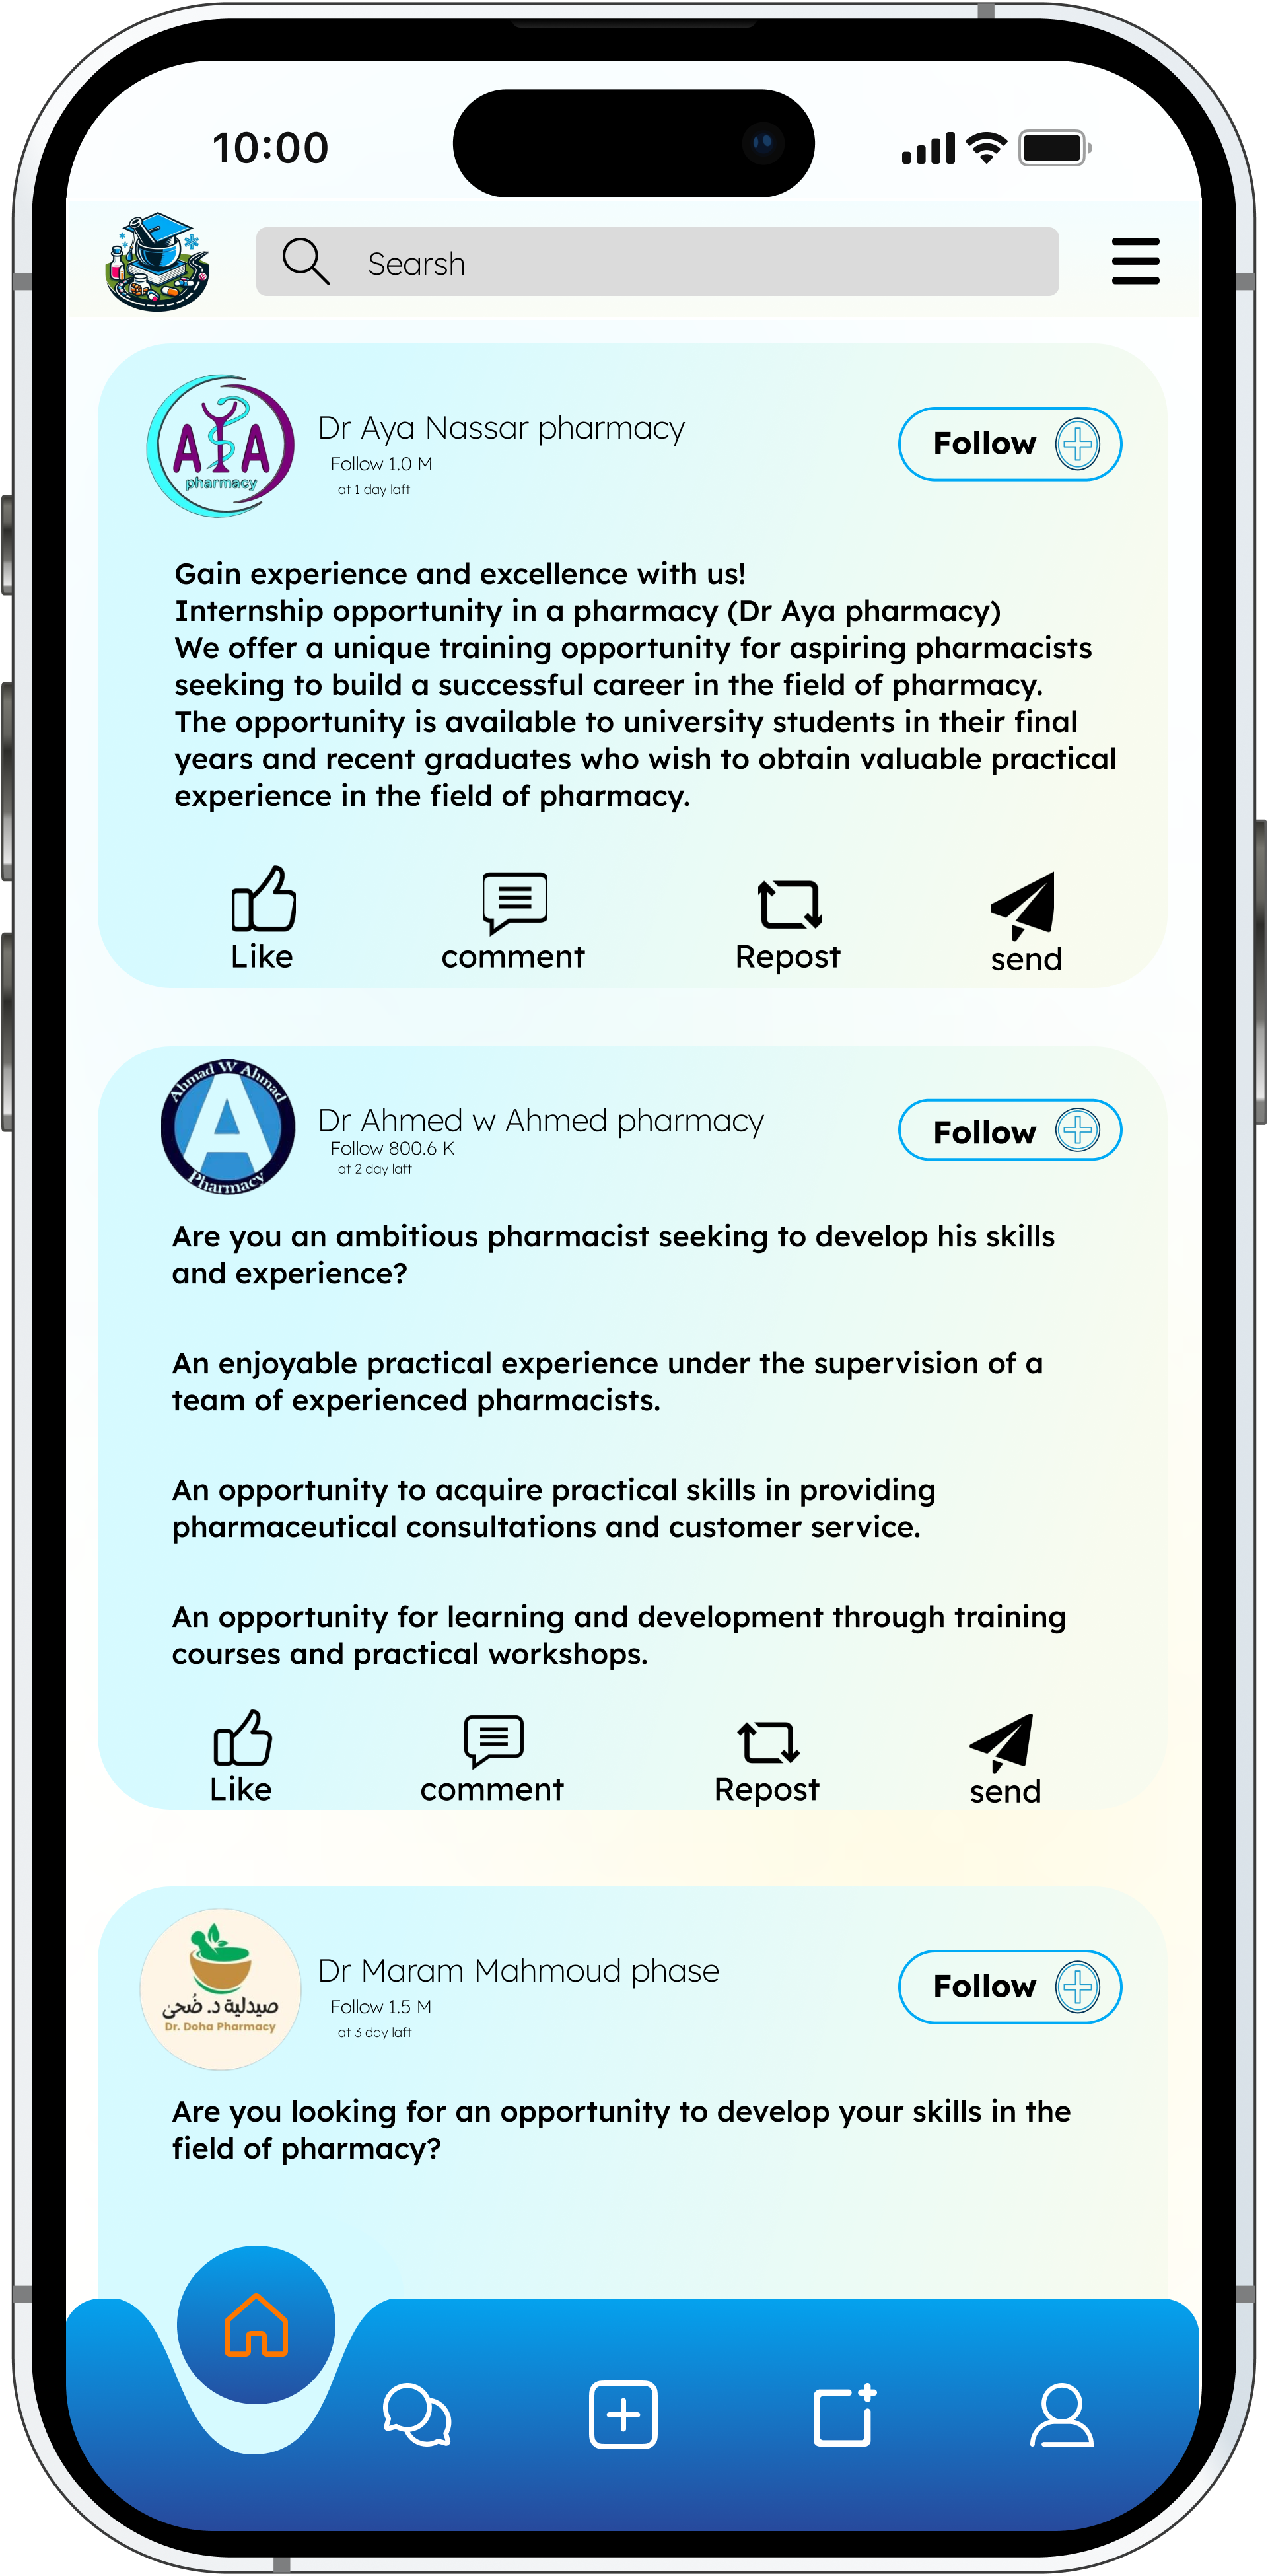 10:00
Searsh
AYA
pharmacy
Dr Aya Nassar pharmacy
Follow 1.0 M
at 1 day laft
Follow
Gain experience and excellence with us!
Internship opportunity in a pharmacy (Dr Aya pharmacy)
We offer a unique training opportunity for aspiring pharmacists
seeking to build a successful career in the field of pharmacy.
The opportunity is available to university students in their final
years and recent graduates who wish to obtain valuable practical
experience in the field of pharmacy.
Like
comment
Repost
send
Ahmad W Ahmad
A
Pharmacy
Dr Ahmed w Ahmed pharmacy
Follow 800.6 K
at 2 day laft
Follow
Are you an ambitious pharmacist seeking to develop his skills
and experience?
An enjoyable practical experience under the supervision of a
team of experienced pharmacists.
An opportunity to acquire practical skills in providing
pharmaceutical consultations and customer service.
An opportunity for learning and development through training
courses and practical workshops.
Like
comment
Repost
send
صيدلية د. ضُحى
Dr. Doha Pharmacy
Dr Maram Mahmoud phase
Follow 1.5 M
at 3 day laft
Follow
Are you looking for an opportunity to develop your skills in the
field of pharmacy?